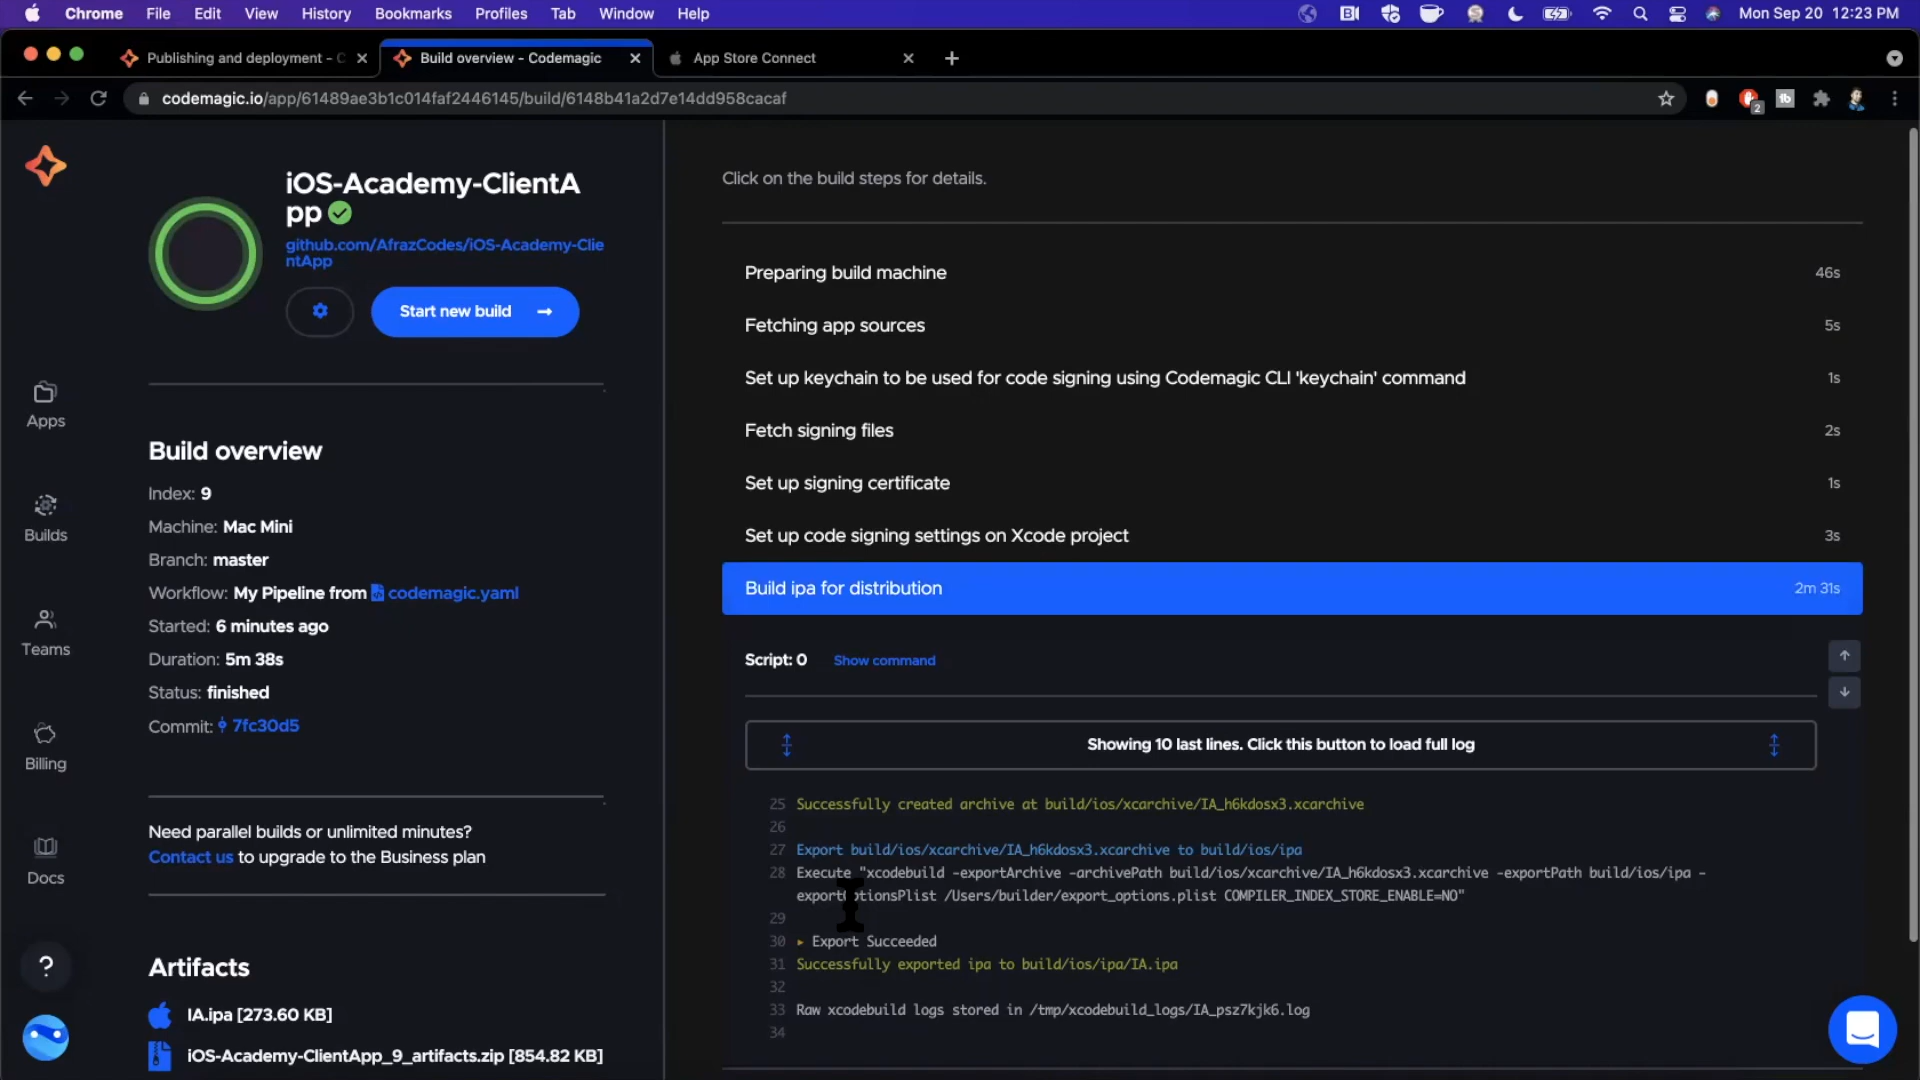 Chrome File Edit View History Bookmarks Profiles Tab Window Help Mon Sep 20 12:23 PM
Publishing and deployment - C
Build overview - Codemagic
App Store Connect
codemagic.io/app/61489ae3b1c014faf2446145/build/6148b41a2d7e14dd958cacaf
2
tb
iOS-Academy-ClientA
pp
github.com/AfrazCodes/iOS-Academy-Clie
ntApp
Start new build
Apps
Builds
Teams
Billing
Docs
?
Build overview
Index: 9
Machine: Mac Mini
Branch: master
Workflow: My Pipeline from codemagic.yaml
Started: 6 minutes ago
Duration: 5m 38s
Status: finished
Commit: 7fc30d5
Need parallel builds or unlimited minutes?
Contact us to upgrade to the Business plan
Artifacts
IA.ipa [273.60 KB]
iOS-Academy-ClientApp_9_artifacts.zip [854.82 KB]
Click on the build steps for details.
Preparing build machine 46s
Fetching app sources 5s
Set up keychain to be used for code signing using Codemagic CLI 'keychain' command 1s
Fetch signing files 2s
Set up signing certificate 1s
Set up code signing settings on Xcode project 3s
Build ipa for distribution 2m 31s
Script: 0 Show command
Showing 10 last lines. Click this button to load full log
25 Successfully created archive at build/ios/xcarchive/IA_h6kdosx3.xcarchive
26
27 Export build/ios/xcarchive/IA_h6kdosx3.xcarchive to build/ios/ipa
28 Execute "xcodebuild -exportArchive -archivePath build/ios/xcarchive/IA_h6kdosx3.xcarchive -exportPath build/ios/ipa -
exportOptionsPlist /Users/builder/export_options.plist COMPILER_INDEX_STORE_ENABLE=NO"
29
30 ▸ Export Succeeded
31 Successfully exported ipa to build/ios/ipa/IA.ipa
32
33 Raw xcodebuild logs stored in /tmp/xcodebuild_logs/IA_psz7kjk6.log
34